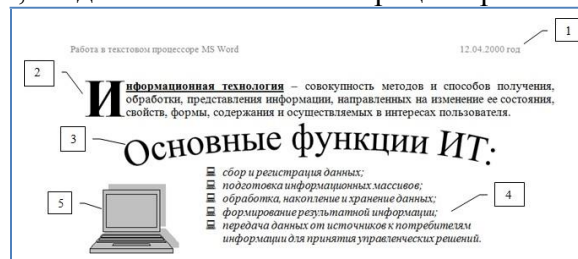 Работа в текстовом процессоре MS Word 12.04.2000 год
1
2
Информационная технология – совокупность методов и способов получения,
обработки, представления информации, направленных на изменение ее состояния,
свойств, формы, содержания и осуществляемых в интересах пользователя.
3
Основные функции ИТ:
сбор и регистрация данных;
подготовка информационных массивов;
обработка, накопление и хранение данных;
4
5
формирование результатной информации;
передача данных от источников к потребителям
информации для принятия управленческих решений.